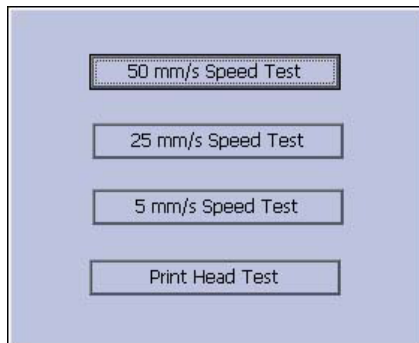 50 mm/s Speed Test
25 mm/s Speed Test
5 mm/s Speed Test
Print Head Test